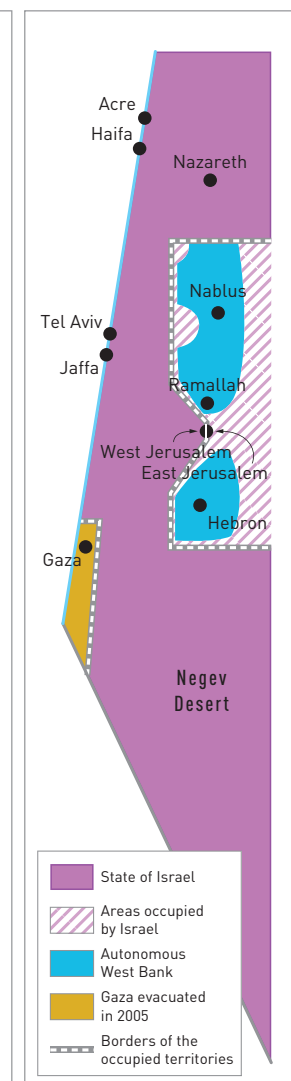 Acre
Haifa
Nazareth
Nablus
Tel Aviv
Jaffa
Ramallah
West Jerusalem
East Jerusalem
Hebron
Gaza
Negev
Desert
State of Israel
Areas occupied
by Israel
Autonomous
West Bank
Gaza evacuated
in 2005
Borders of the
occupied territories